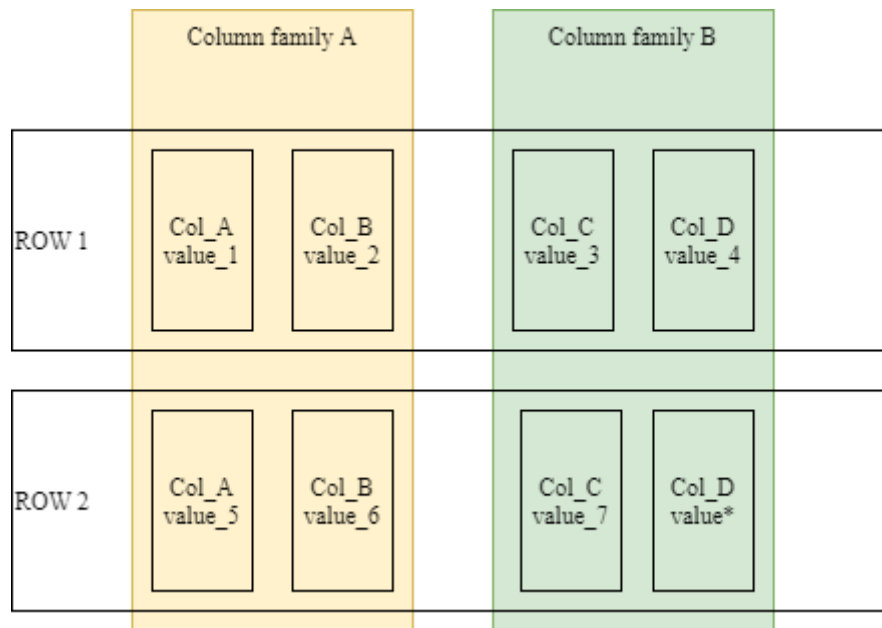 Column family A
Column family B
ROW 1
Col_A
value_1
Col_B
value_2
Col_C
value_3
Col_D
value_4
ROW 2
Col_A
value_5
Col_B
value_6
Col_C
value_7
Col_D
value*